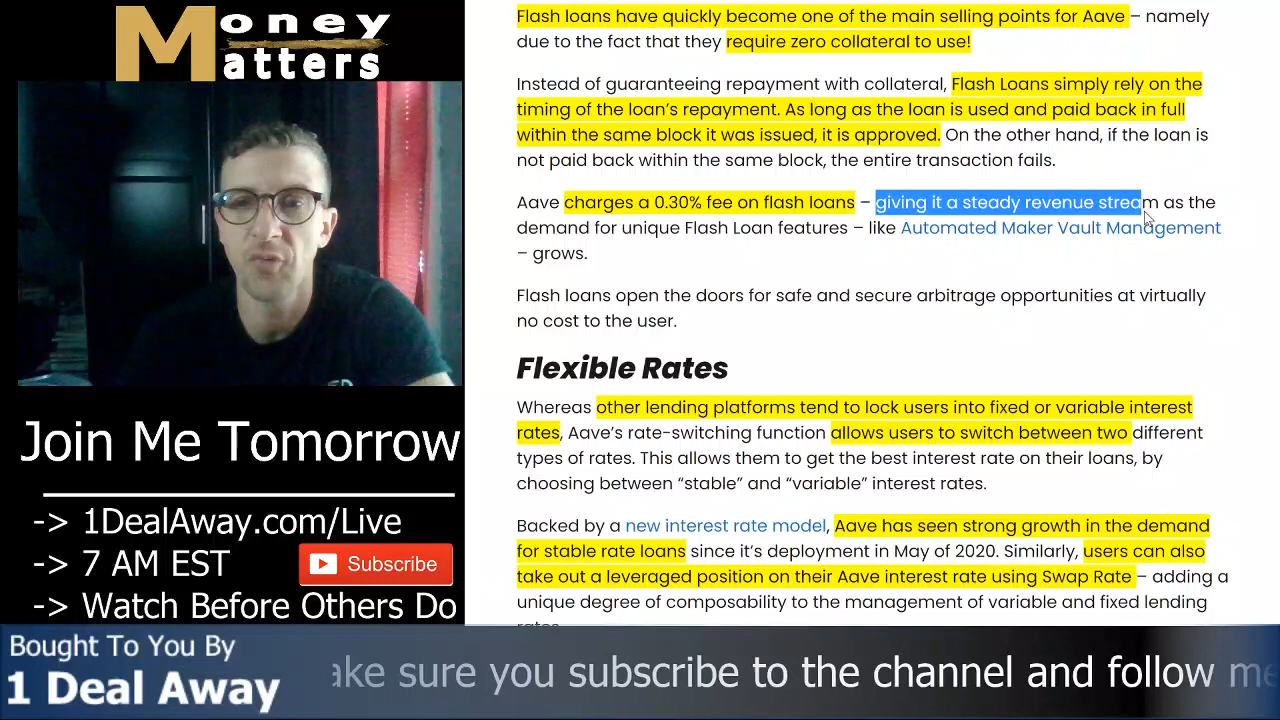 Money
Matters
Flash loans have quickly become one of the main selling points for Aave – namely
due to the fact that they require zero collateral to use!
Instead of guaranteeing repayment with collateral, Flash Loans simply rely on the
timing of the loan’s repayment. As long as the loan is used and paid back in full
within the same block it was issued, it is approved. On the other hand, if the loan is
not paid back within the same block, the entire transaction fails.
Aave charges a 0.30% fee on flash loans – giving it a steady revenue stream as the
demand for unique Flash Loan features – like Automated Maker Vault Management
– grows.
Flash loans open the doors for safe and secure arbitrage opportunities at virtually
no cost to the user.
Flexible Rates
Whereas other lending platforms tend to lock users into fixed or variable interest
rates, Aave’s rate-switching function allows users to switch between two different
types of rates. This allows them to get the best interest rate on their loans, by
choosing between “stable” and “variable” interest rates.
Backed by a new interest rate model, Aave has seen strong growth in the demand
for stable rate loans since it’s deployment in May of 2020. Similarly, users can also
take out a leveraged position on their Aave interest rate using Swap Rate – adding a
unique degree of composability to the management of variable and fixed lending
Join Me Tomorrow
-> 1DealAway.com/Live
-> 7 AM EST
Subscribe
-> Watch Before Others Do
Bought To You By
1 Deal Away
ake sure you subscribe to the channel and follow me